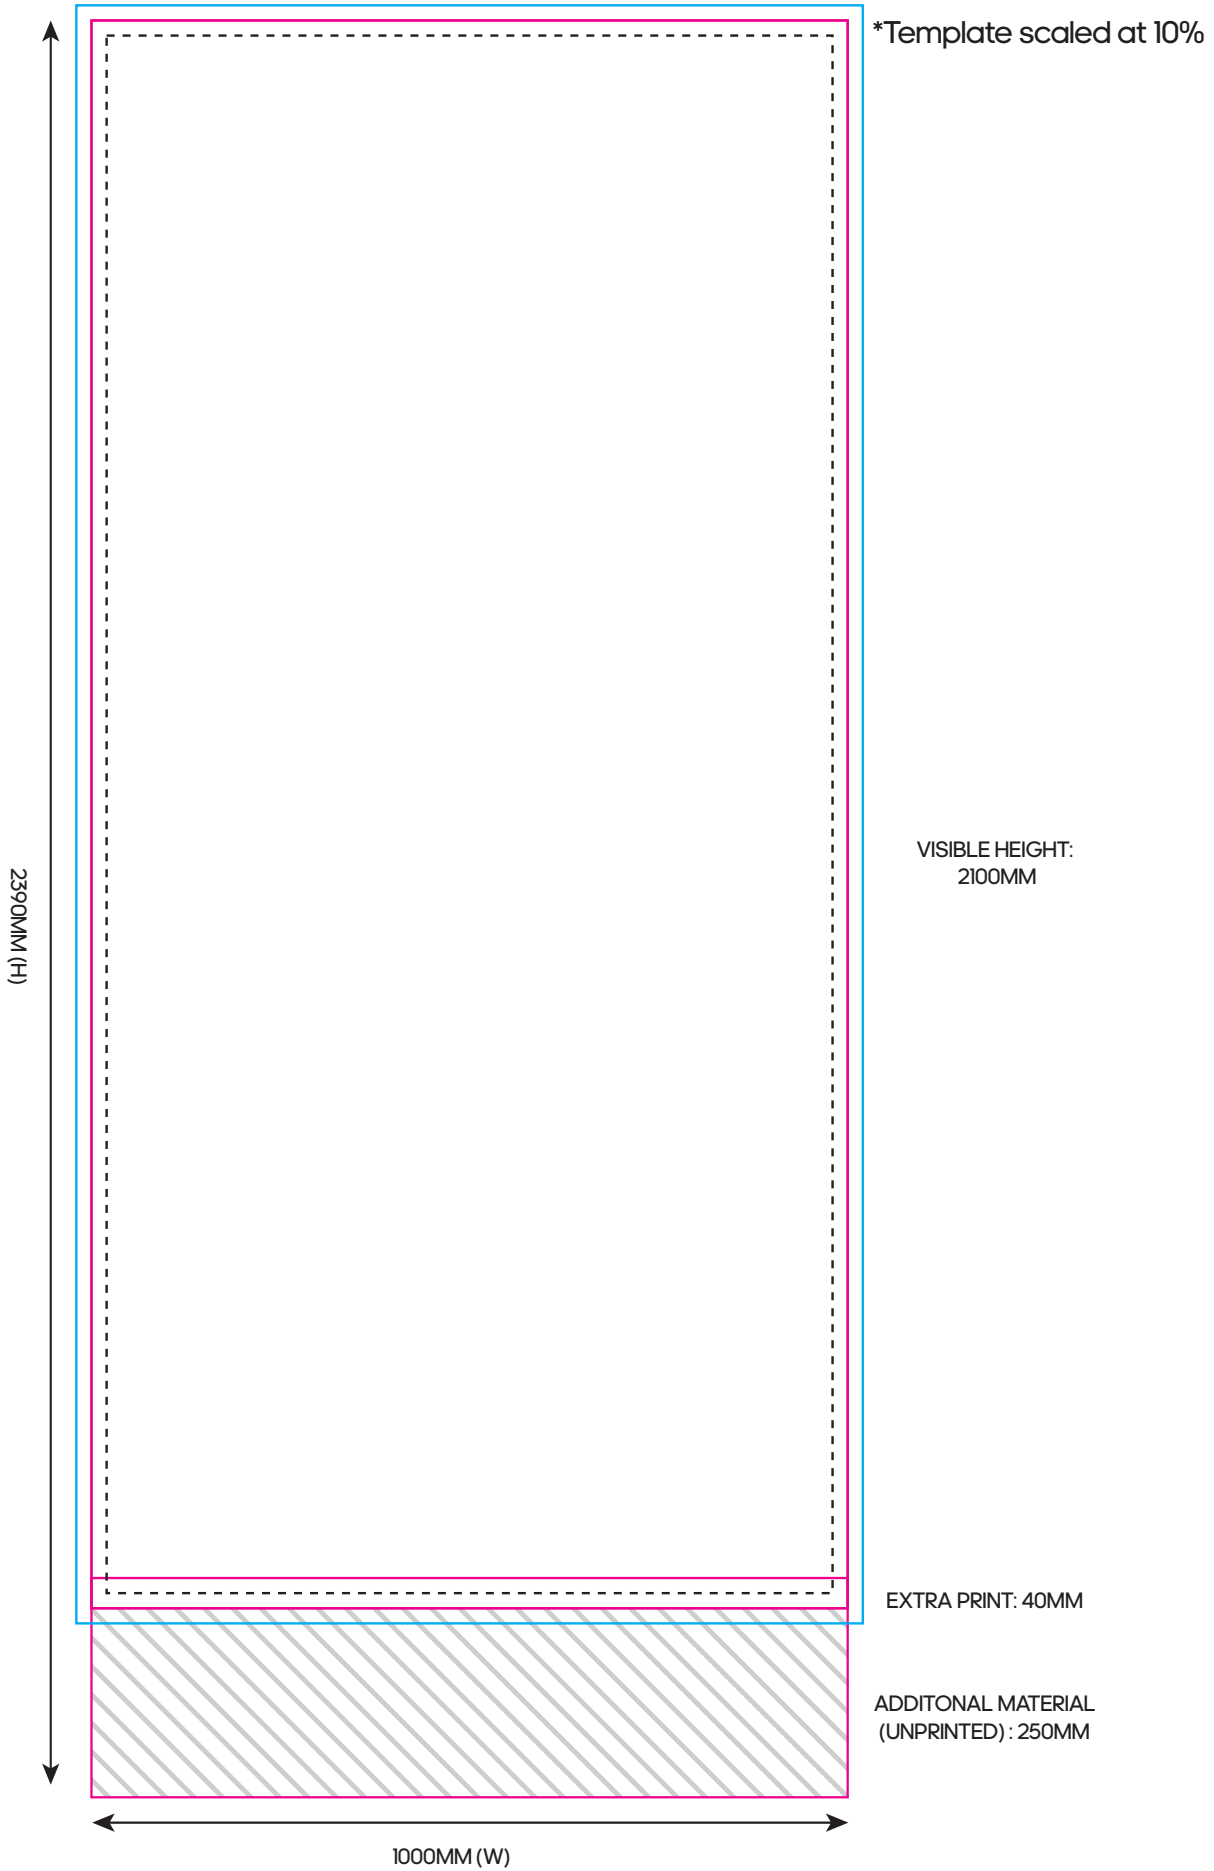 *Template scaled at 10%
2390MM (H)
VISIBLE HEIGHT:
2100MM
EXTRA PRINT: 40MM
ADDITONAL MATERIAL
(UNPRINTED) : 250MM
1000MM (W)